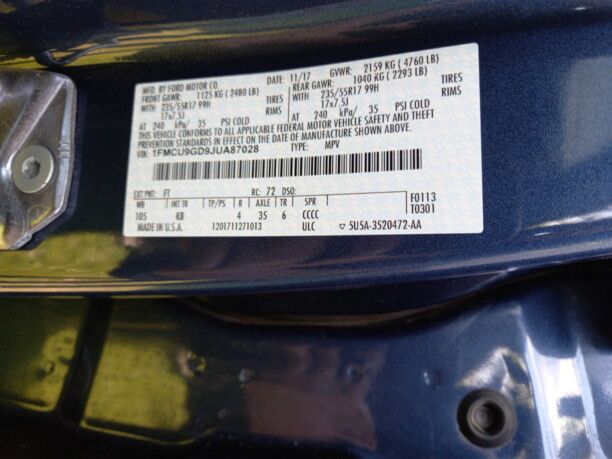 MFD. BY FORD MOTOR CO.
DATE: 11/17 GVWR: 2159 KG ( 4760 LB)
FRONT GAWR: 1125 KG ( 2480 LB) REAR GAWR: 1040 KG ( 2293 LB)
WITH 235/55R17 99H TIRES WITH 235/55R17 99H TIRES
17x7.5J RIMS 17x7.5J RIMS
AT 240 kPa/ 35 PSI COLD AT 240 kPa/ 35 PSI COLD
THIS VEHICLE CONFORMS TO ALL APPLICABLE FEDERAL MOTOR VEHICLE SAFETY AND THEFT
PREVENTION STANDARDS IN EFFECT ON THE DATE OF MANUFACTURE SHOWN ABOVE.
VIN: 1FMCU9GD9JUA87028 TYPE: MPV
EXT PNT: FT RC: 72 DSO: F0113
WB INT TR TP/PS R AXLE TR SPR T0301
105 KB 4 35 6 CCCC
MADE IN U.S.A. 1201711271013 ULC ▽ 5U5A-3520472-AA